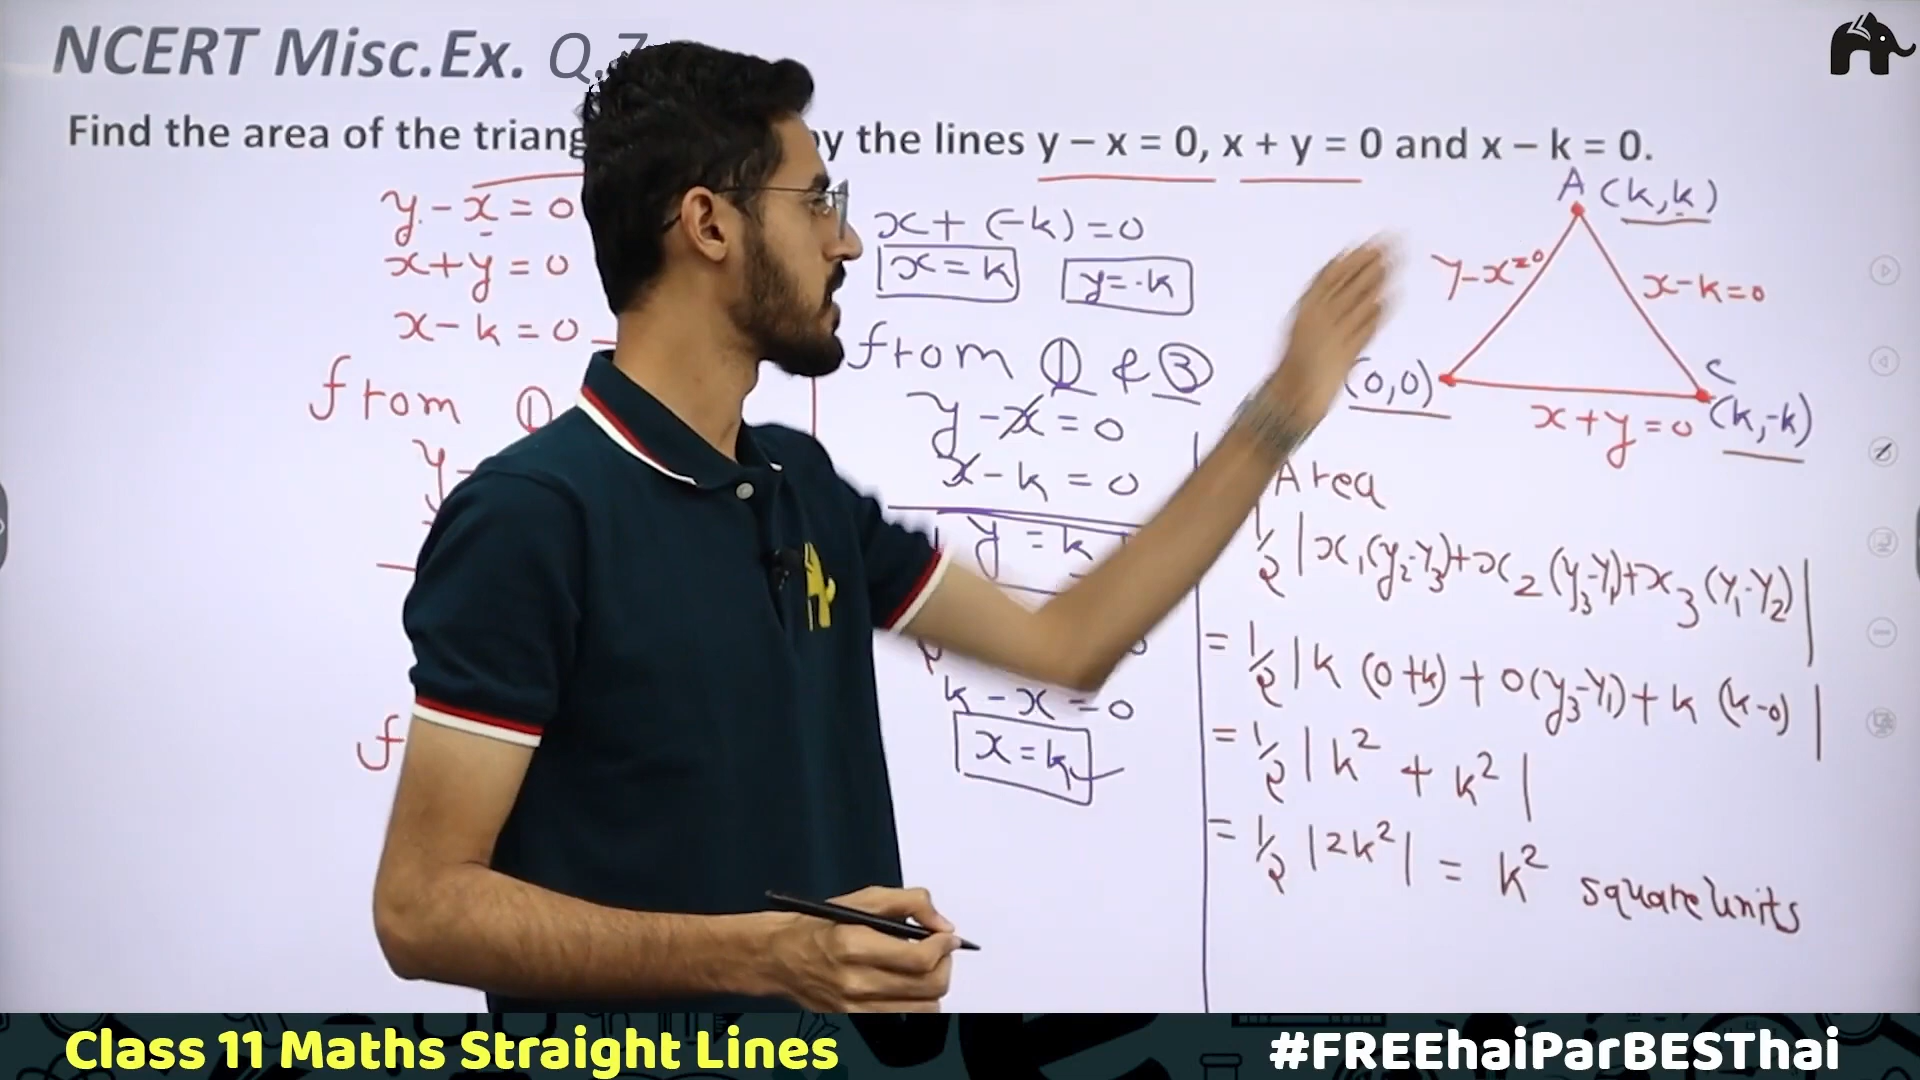 NCERT Misc.Ex. Q.7
Find the area of the triang by the lines y – x = 0, x + y = 0 and x – k = 0.
y - x = 0
x+y = 0
x - k = 0
from ①
y-
f
x + (-k) = 0
x = k y = -k
from ① & ③
y - x = 0
x - k = 0
y = k
k - x = 0
x = k
A (k,k)
y-x=0
x-k=0
(0,0)
C
x+y=0 (k,-k)
Area
1/2 |x₁(y₂-y₃)+x₂(y₃-y₁)+x₃(y₁-y₂)|
= 1/2 |k (0+k) + 0(y₃-y₁) + k (k-0)|
= 1/2 |k² + k²|
= 1/2 |2k²| = k² square units
Class 11 Maths Straight Lines
#FREEhaiParBESThai